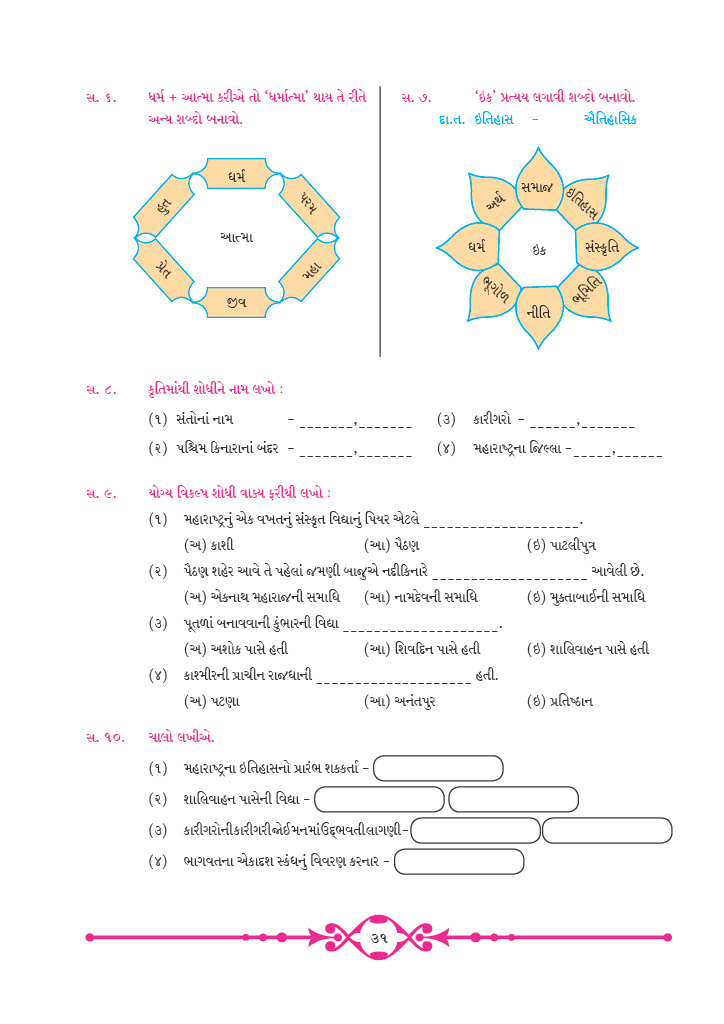 સ. ૬. ધર્મ + આત્મા કરીએ તો ‘ધર્માત્મા’ થાય તે રીતે
અન્ય શબ્દો બનાવો.
ધર્મ
પરમ
મહા
જીવ
પ્રેત
હુત
આત્મા
સ. ૭. ‘ઇક’ પ્રત્યય લગાવી શબ્દો બનાવો.
દા.ત. ઇતિહાસ - ઐતિહાસિક
સમાજ
ઇતિહાસ
સંસ્કૃતિ
ભૂમિતિ
નીતિ
ભૂગોળ
ધર્મ
અર્થ
ઇક
સ. ૮. કૃતિમાંથી શોધીને નામ લખો :
(૧) સંતોનાં નામ - _______,_______ (૩) કારીગરો - ______,_______
(૨) પશ્ચિમ કિનારાનાં બંદર - _______,_______ (૪) મહારાષ્ટ્રના જિલ્લા -_____,______
સ. ૯. યોગ્ય વિકલ્પ શોધી વાક્ય ફરીથી લખો :
(૧) મહારાષ્ટ્રનું એક વખતનું સંસ્કૃત વિદ્યાનું પિયર એટલે ____________________.
(અ) કાશી (આ) પૈઠણ (ઇ) પાટલીપુત્ર
(૨) પૈઠણ શહેર આવે તે પહેલાં જમણી બાજુએ નદીકિનારે ____________________ આવેલી છે.
(અ) એકનાથ મહારાજની સમાધિ (આ) નામદેવની સમાધિ (ઇ) મુક્તાબાઈની સમાધિ
(૩) પૂતળાં બનાવવાની કુંભારની વિદ્યા ____________________.
(અ) અશોક પાસે હતી (આ) શિવદિન પાસે હતી (ઇ) શાલિવાહન પાસે હતી
(૪) કાશ્મીરની પ્રાચીન રાજધાની ____________________ હતી.
(અ) પટણા (આ) અનંતપુર (ઇ) પ્રતિષ્ઠાન
સ. ૧૦. ચાલો લખીએ.
(૧) મહારાષ્ટ્રના ઇતિહાસનો પ્રારંભ શકકર્તા -
(૨) શાલિવાહન પાસેની વિદ્યા -
(૩) કારીગરોનીકારીગરીજોઈમનમાંઉદ્‌ભવતીલાગણી-
(૪) ભાગવતના એકાદશ સ્કંધનું વિવરણ કરનાર -
૩૧